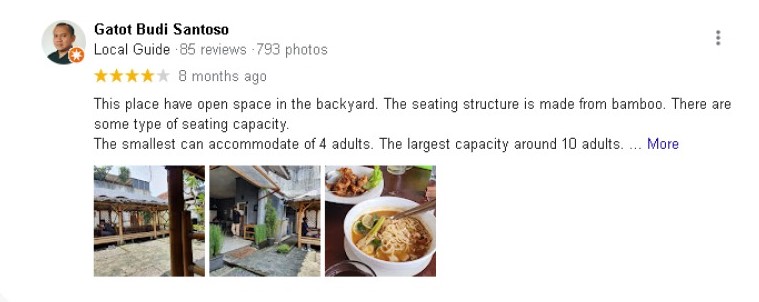 Gatot Budi Santoso
Local Guide · 85 reviews · 793 photos
8 months ago
This place have open space in the backyard. The seating structure is made from bamboo. There are
some type of seating capacity.
The smallest can accommodate of 4 adults. The largest capacity around 10 adults. ... More